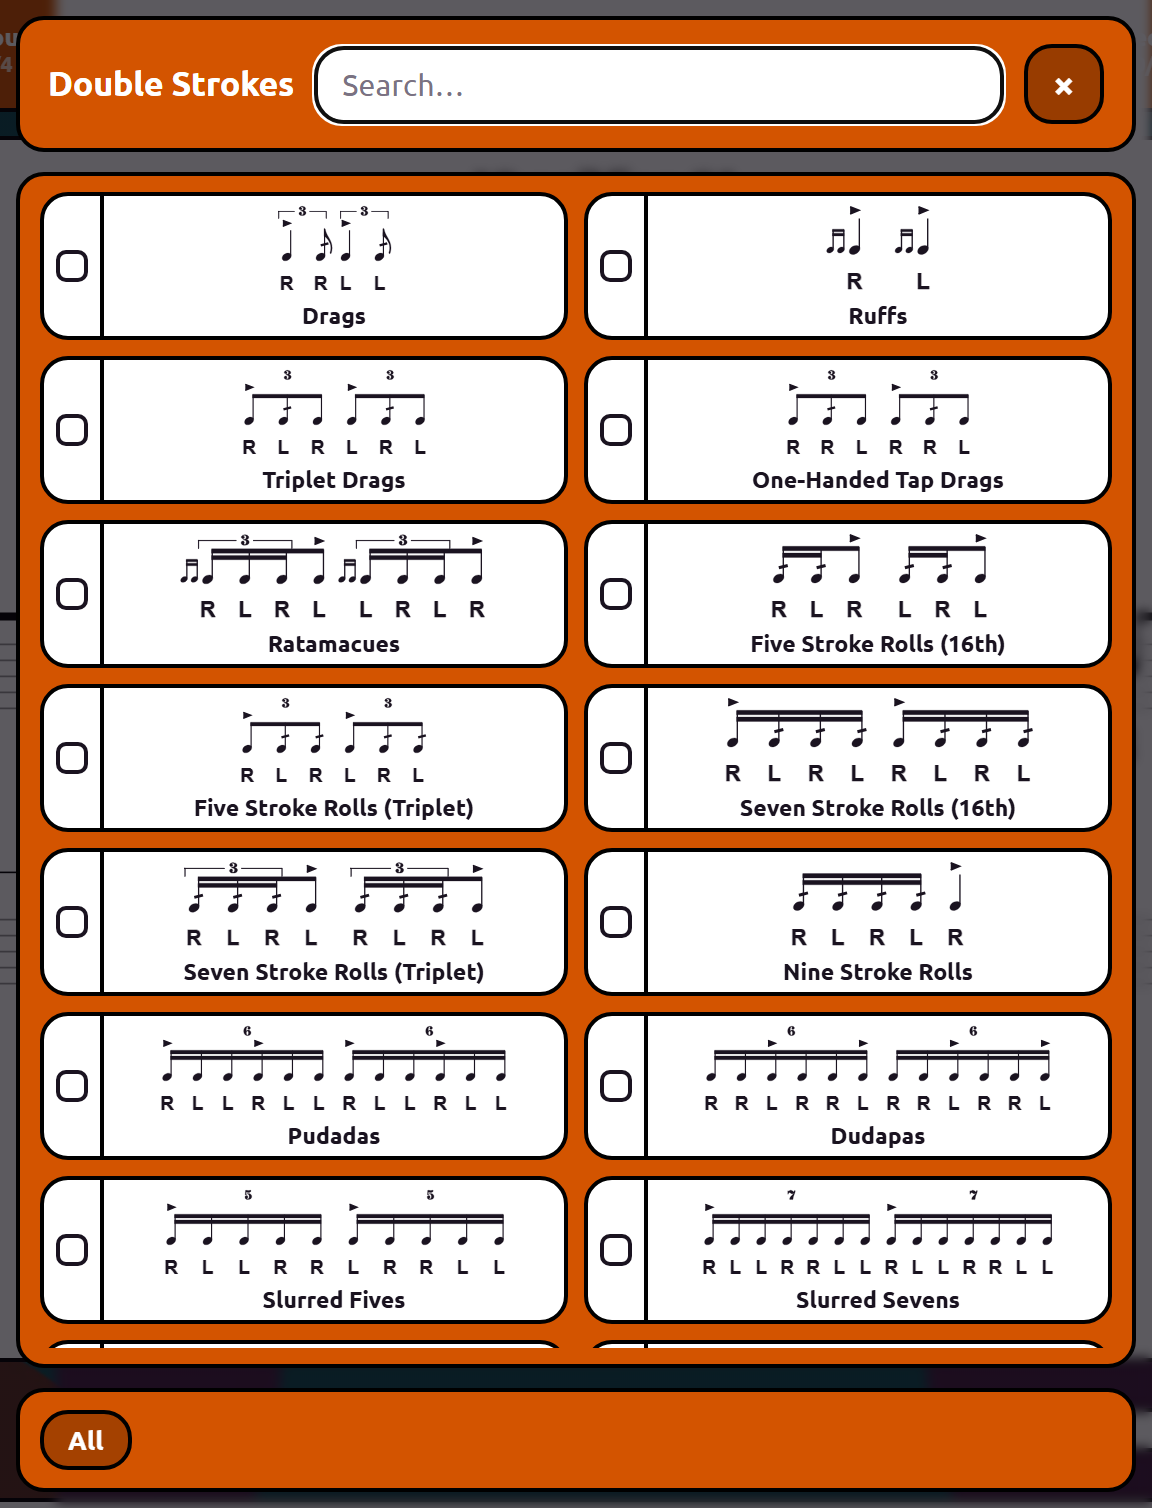 Double Strokes
Search...
×
3 3
R R L L
Drags
R L
Ruffs
3 3
R L R L R L
Triplet Drags
3 3
R R L R R L
One-Handed Tap Drags
3 3
R L R L L R L R
Ratamacues
R L R L R L
Five Stroke Rolls (16th)
3 3
R L R L R L
Five Stroke Rolls (Triplet)
R L R L R L R L
Seven Stroke Rolls (16th)
3 3
R L R L R L R L
Seven Stroke Rolls (Triplet)
R L R L R
Nine Stroke Rolls
6 6
R L L R L L R L L R L L
Pudadas
6 6
R R L R R L R R L R R L
Dudapas
5 5
R L L R R L R R L L
Slurred Fives
7 7
R L L R R L L R L L R R L L
Slurred Sevens
All